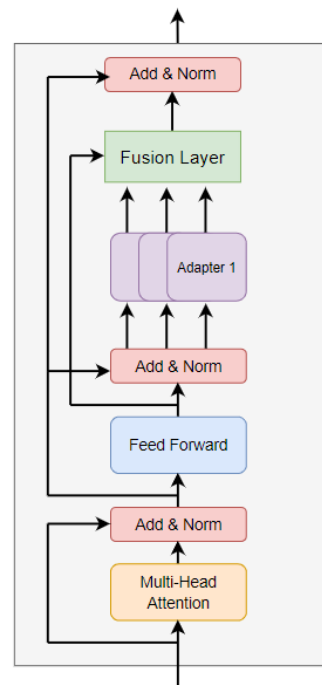 Add & Norm
Fusion Layer
Adapter 1
Add & Norm
Feed Forward
Add & Norm
Multi-Head
Attention